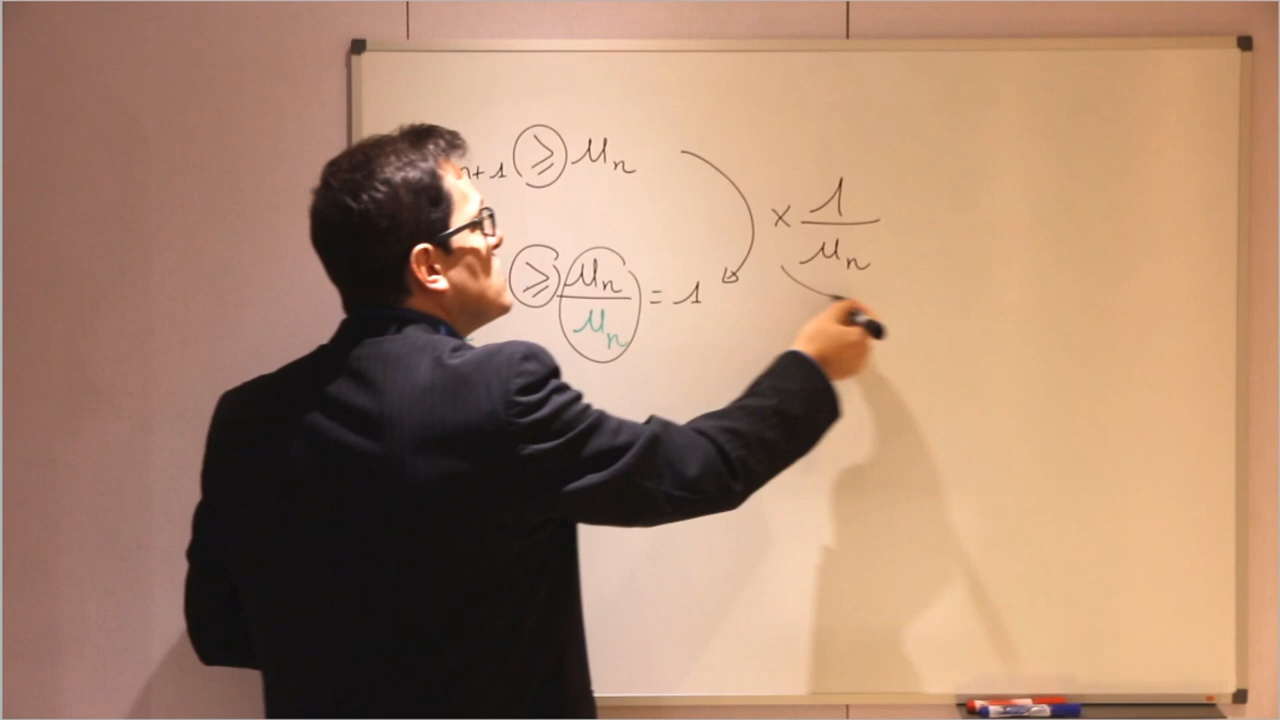 n+1 ≥ un
× 1/un
≥ un/un = 1